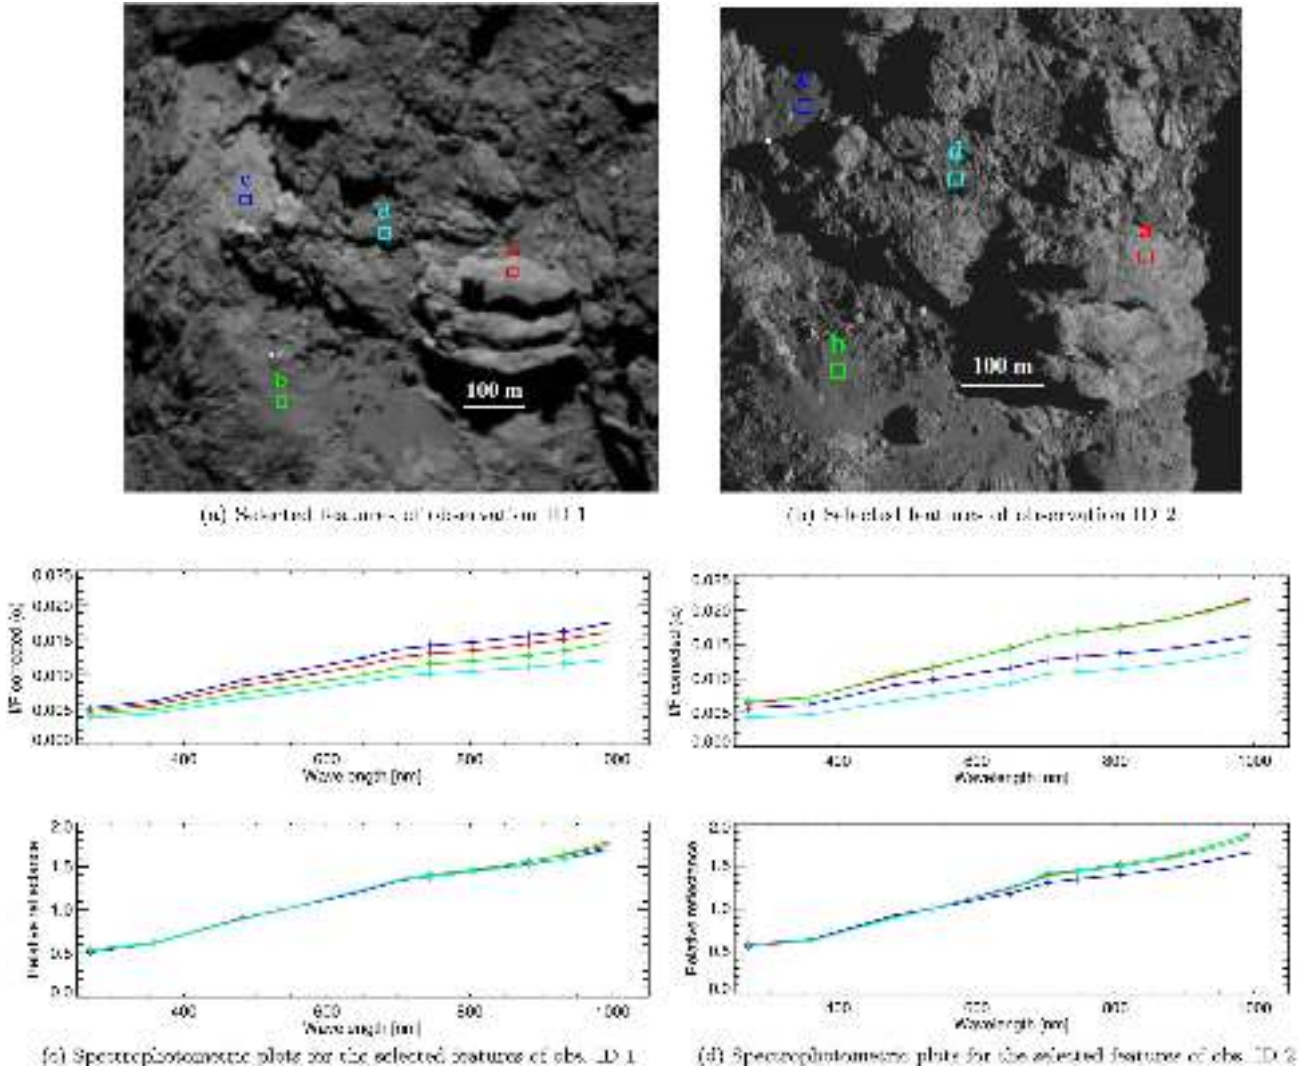 c
d
a
b
100 m
c
d
a
b
100 m
(a) Selected features of observation ID 1
(b) Selected features of observation ID 2
I/F corrected (α)
0.025
0.020
0.015
0.010
0.005
0.000
400
600
800
1000
Wavelength [nm]
I/F corrected (α)
0.025
0.020
0.015
0.010
0.005
0.000
400
600
800
1000
Wavelength [nm]
Relative reflectance
2.0
1.5
1.0
0.5
0.0
400
600
800
1000
Wavelength [nm]
Relative reflectance
2.0
1.5
1.0
0.5
0.0
400
600
800
1000
Wavelength [nm]
(c) Spectrophotometric plots for the selected features of obs. ID 1
(d) Spectrophotometric plots for the selected features of obs. ID 2